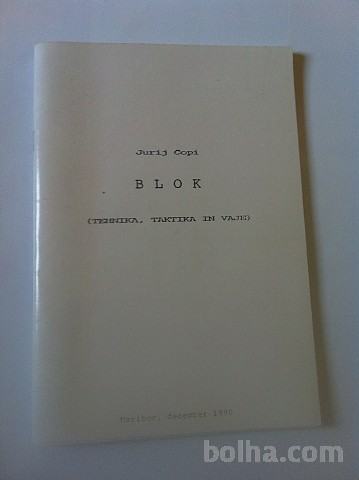 Jurij Copi
B L O K
(TEHNIKA, TAKTIKA IN VAJE)
Maribor, december 1990
bolha.com